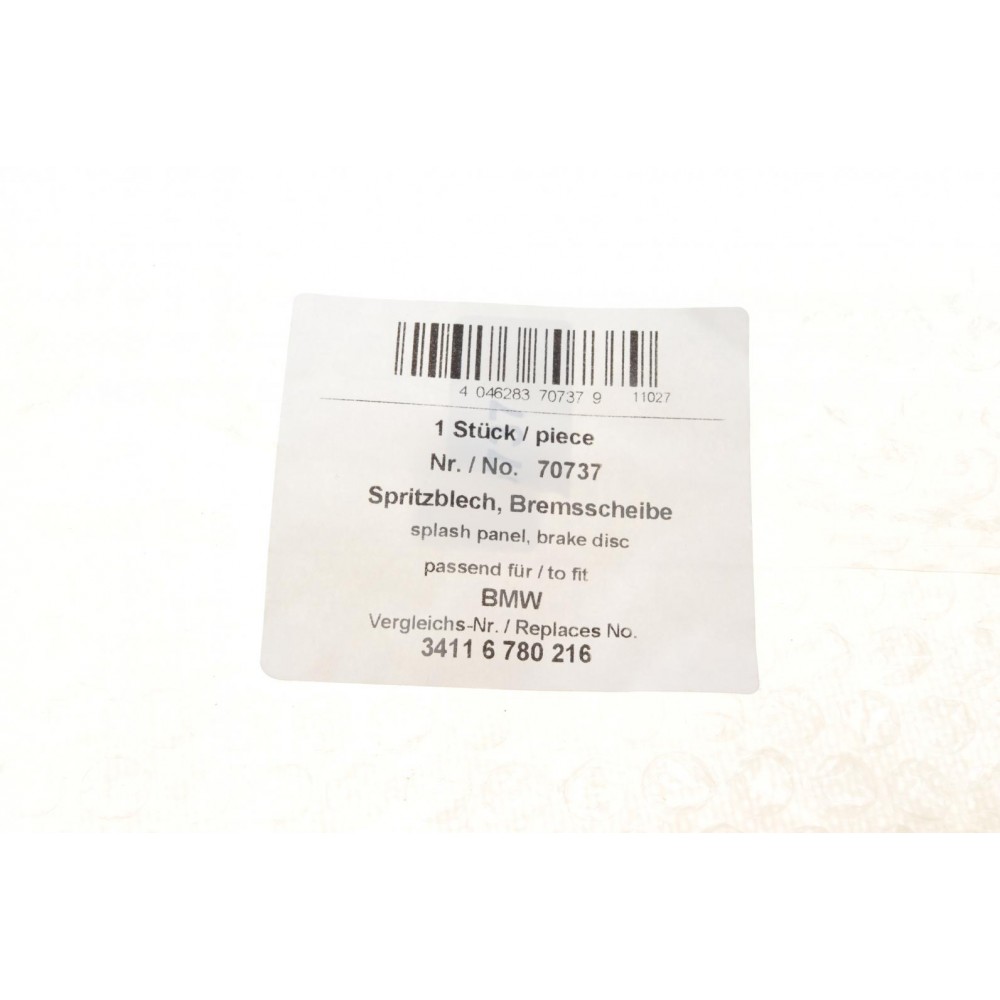 4 046283 70737 9 11027
1 Stück / piece
Nr. / No. 70737
Spritzblech, Bremsscheibe
splash panel, brake disc
passend für / to fit
BMW
Vergleichs-Nr. / Replaces No.
3411 6 780 216